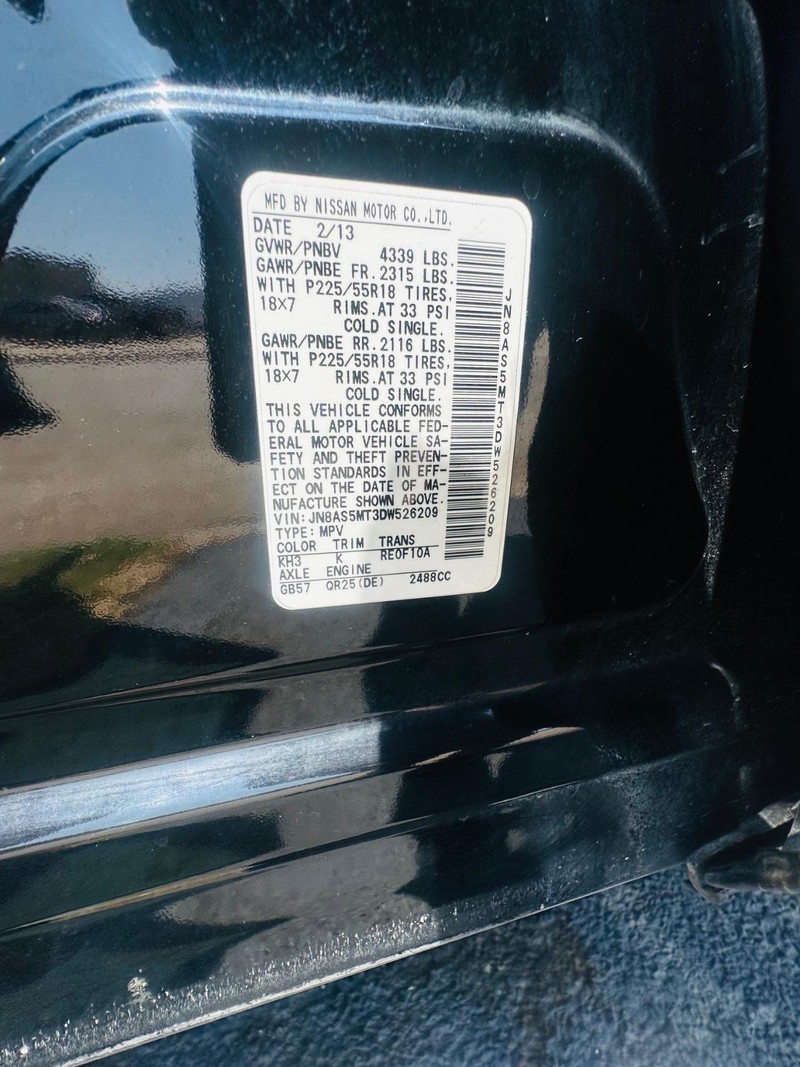 MFD BY NISSAN MOTOR CO.,LTD.
DATE 2/13
GVWR/PNBV 4339 LBS.
GAWR/PNBE FR.2315 LBS.
WITH P225/55R18 TIRES,
18X7 RIMS.AT 33 PSI
COLD SINGLE.
GAWR/PNBE RR.2116 LBS.
WITH P225/55R18 TIRES,
18X7 RIMS.AT 33 PSI
COLD SINGLE.
THIS VEHICLE CONFORMS
TO ALL APPLICABLE FED-
ERAL MOTOR VEHICLE SA-
FETY AND THEFT PREVEN-
TION STANDARDS IN EFF-
ECT ON THE DATE OF MA-
NUFACTURE SHOWN ABOVE.
VIN:JN8AS5MT3DW526209
TYPE:MPV
COLOR TRIM TRANS
KH3 K RE0F10A
AXLE ENGINE
GB57 QR25(DE) 2488CC
JN8AS5MT3DW526209